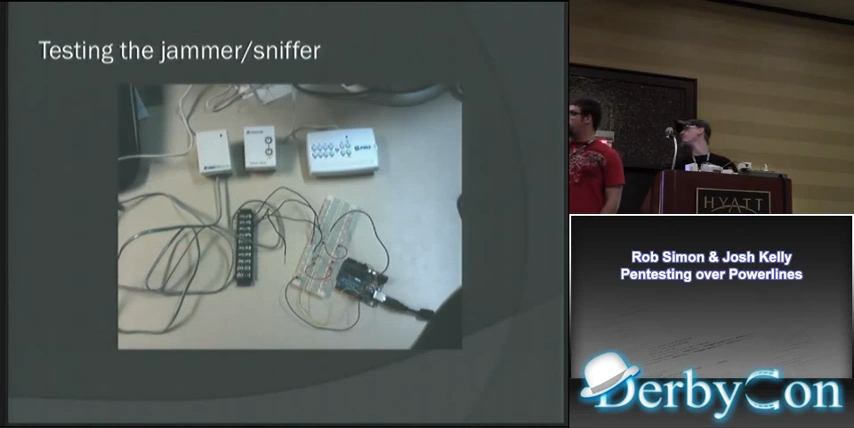 Testing the jammer/sniffer
HYATT
Rob Simon & Josh Kelly
Pentesting over Powerlines
DerbyCon